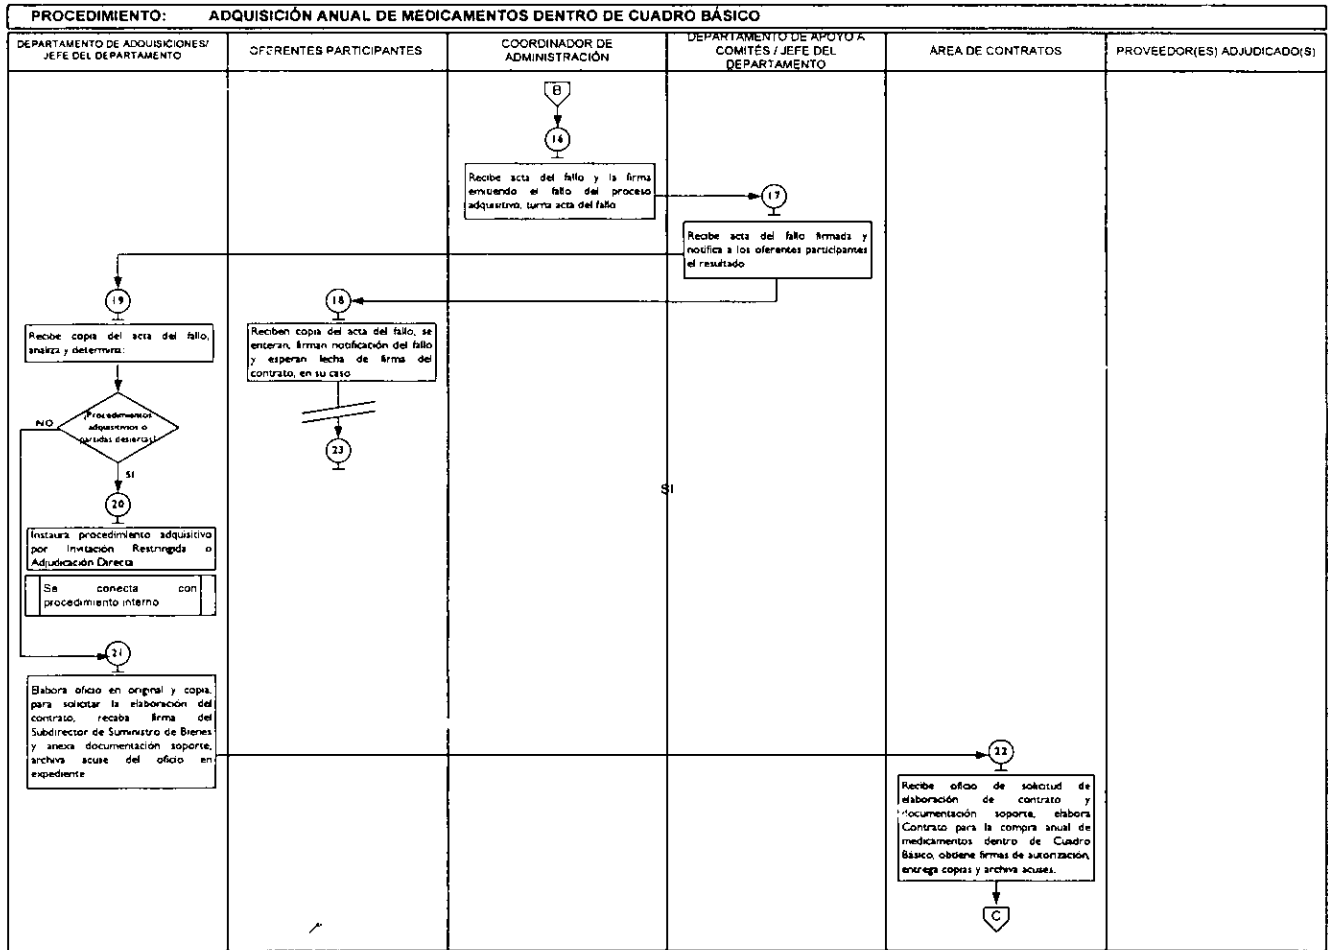 PROCEDIMIENTO: ADQUISICIÓN ANUAL DE MEDICAMENTOS DENTRO DE CUADRO BÁSICO
DEPARTAMENTO DE ADQUISICIONES/
JEFE DEL DEPARTAMENTO
OFERENTES PARTICIPANTES
COORDINADOR DE
ADMINISTRACIÓN
DEPARTAMENTO DE APOYO A
COMITÉS / JEFE DEL
DEPARTAMENTO
ÁREA DE CONTRATOS
PROVEEDOR(ES) ADJUDICADO(S)
B
16
Recibe acta del fallo y la firma
emitiendo el fallo del proceso
adquisitivo, turna acta del fallo
17
Recibe acta del fallo firmada y
notifica a los oferentes participantes
el resultado
19
Recibe copia del acta del fallo,
analiza y determina:
18
Reciben copia del acta del fallo, se
enteran, firman notificación del fallo
y esperan fecha de firma del
contrato, en su caso
¿Procedimientos
adquisitivos o
partidas desiertas?
NO
SI
23
SI
20
Instaura procedimiento adquisitivo
por Invitación Restringida o
Adjudicación Directa
Se conecta con
procedimiento interno
21
Elabora oficio en original y copia,
para solicitar la elaboración del
contrato, recaba firma del
Subdirector de Suministro de Bienes
y anexa documentación soporte,
archiva acuse del oficio en
expediente
22
Recibe oficio de solicitud de
elaboración de contrato y
documentación soporte, elabora
Contrato para la compra anual de
medicamentos dentro de Cuadro
Básico, obtiene firmas de autorización,
entrega copias y archiva acuses.
C